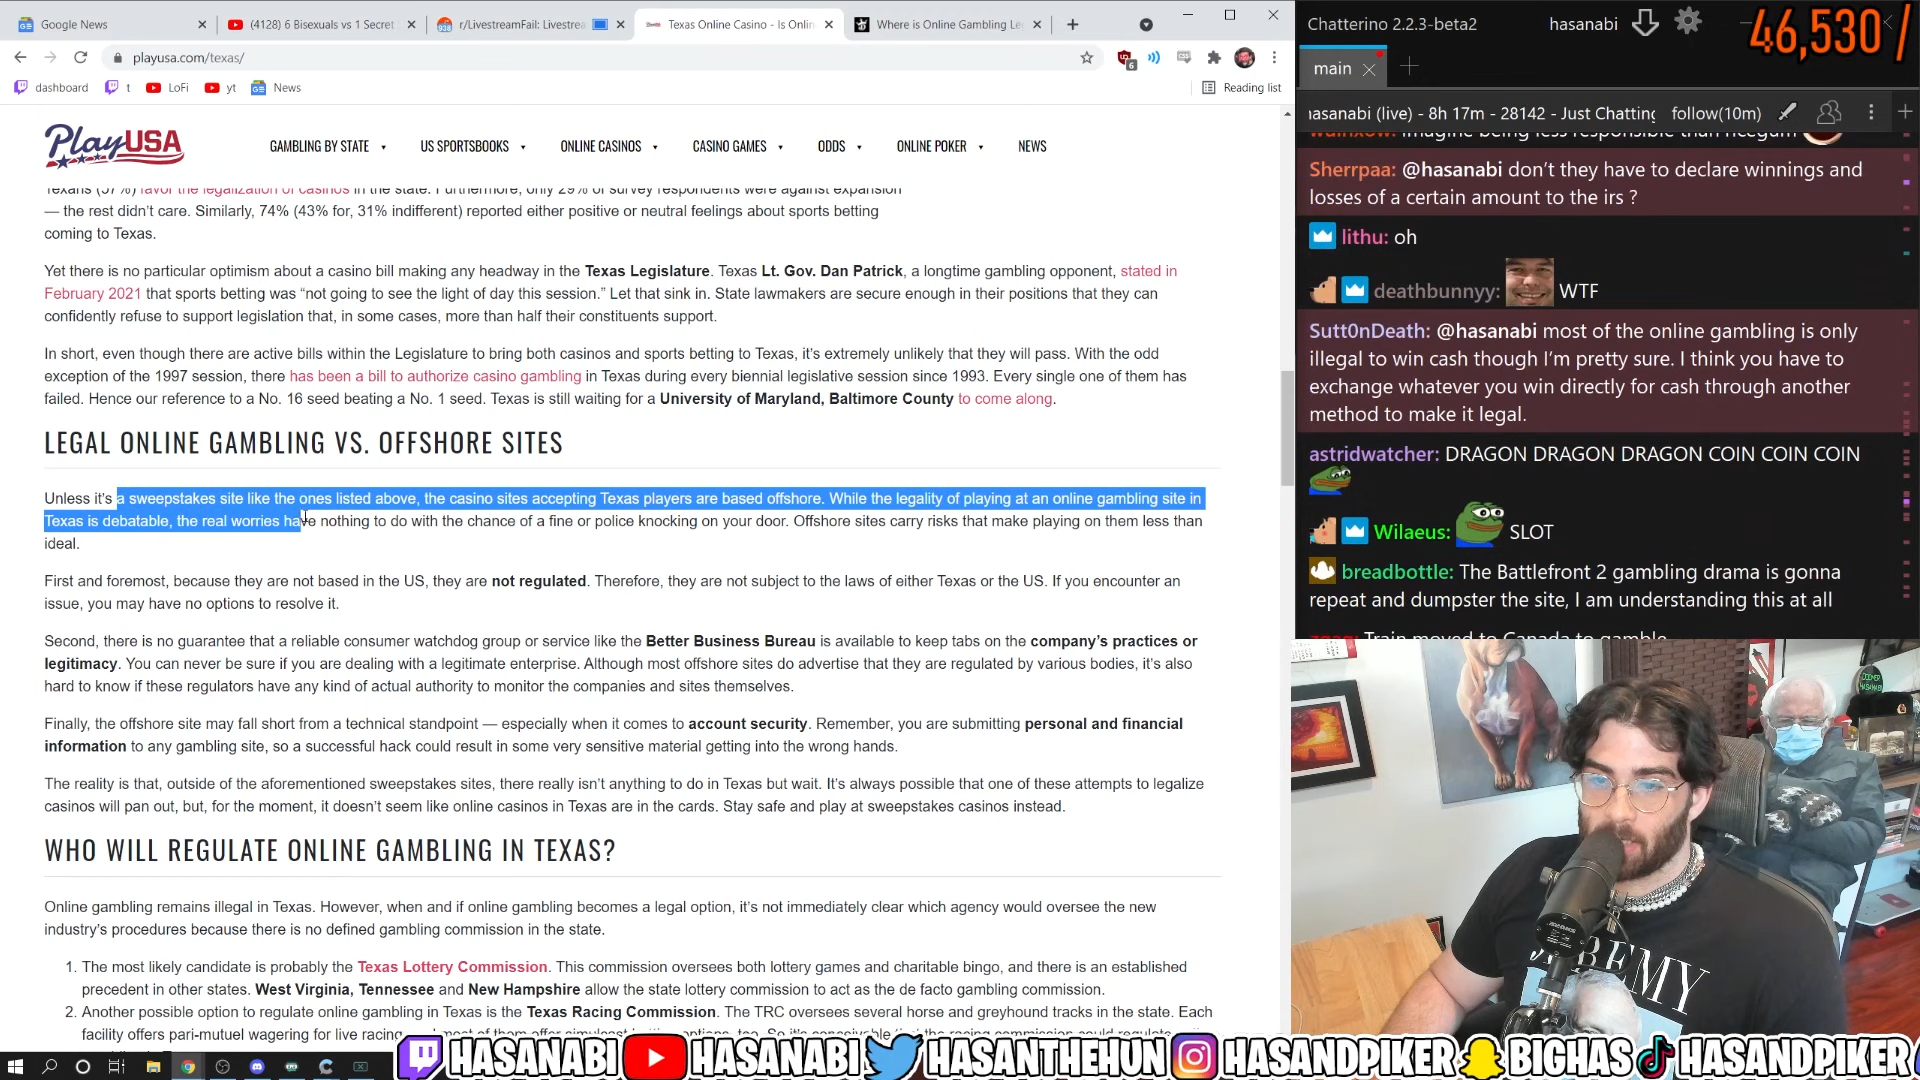 Google News
(4128) 6 Bisexuals vs 1 Secret
r/LivestreamFail: Livestrea
Texas Online Casino - Is Onlin
Where is Online Gambling Le
playusa.com/texas/
dashboard
t
LoFi
yt
News
Reading list
PlayUSA
GAMBLING BY STATE
US SPORTSBOOKS
ONLINE CASINOS
CASINO GAMES
ODDS
ONLINE POKER
NEWS
Texans (57%) favor the legalization of casinos in the state. Furthermore, only 29% of survey respondents were against expansion
— the rest didn’t care. Similarly, 74% (43% for, 31% indifferent) reported either positive or neutral feelings about sports betting
coming to Texas.
Yet there is no particular optimism about a casino bill making any headway in the Texas Legislature. Texas Lt. Gov. Dan Patrick, a longtime gambling opponent, stated in
February 2021 that sports betting was “not going to see the light of day this session.” Let that sink in. State lawmakers are secure enough in their positions that they can
confidently refuse to support legislation that, in some cases, more than half their constituents support.
In short, even though there are active bills within the Legislature to bring both casinos and sports betting to Texas, it’s extremely unlikely that they will pass. With the odd
exception of the 1997 session, there has been a bill to authorize casino gambling in Texas during every biennial legislative session since 1993. Every single one of them has
failed. Hence our reference to a No. 16 seed beating a No. 1 seed. Texas is still waiting for a University of Maryland, Baltimore County to come along.
LEGAL ONLINE GAMBLING VS. OFFSHORE SITES
Unless it’s a sweepstakes site like the ones listed above, the casino sites accepting Texas players are based offshore. While the legality of playing at an online gambling site in
Texas is debatable, the real worries have nothing to do with the chance of a fine or police knocking on your door. Offshore sites carry risks that make playing on them less than
ideal.
First and foremost, because they are not based in the US, they are not regulated. Therefore, they are not subject to the laws of either Texas or the US. If you encounter an
issue, you may have no options to resolve it.
Second, there is no guarantee that a reliable consumer watchdog group or service like the Better Business Bureau is available to keep tabs on the company’s practices or
legitimacy. You can never be sure if you are dealing with a legitimate enterprise. Although most offshore sites do advertise that they are regulated by various bodies, it’s also
hard to know if these regulators have any kind of actual authority to monitor the companies and sites themselves.
Finally, the offshore site may fall short from a technical standpoint — especially when it comes to account security. Remember, you are submitting personal and financial
information to any gambling site, so a successful hack could result in some very sensitive material getting into the wrong hands.
The reality is that, outside of the aforementioned sweepstakes sites, there really isn’t anything to do in Texas but wait. It’s always possible that one of these attempts to legalize
casinos will pan out, but, for the moment, it doesn’t seem like online casinos in Texas are in the cards. Stay safe and play at sweepstakes casinos instead.
WHO WILL REGULATE ONLINE GAMBLING IN TEXAS?
Online gambling remains illegal in Texas. However, when and if online gambling becomes a legal option, it’s not immediately clear which agency would oversee the new
industry’s procedures because there is no defined gambling commission in the state.
1. The most likely candidate is probably the Texas Lottery Commission. This commission oversees both lottery games and charitable bingo, and there is an established
precedent in other states. West Virginia, Tennessee and New Hampshire allow the state lottery commission to act as the de facto gambling commission.
2. Another possible option to regulate online gambling in Texas is the Texas Racing Commission. The TRC oversees several horse and greyhound tracks in the state. Each
facility offers pari-mutuel wagering for live racing
Chatterino 2.2.3-beta2
hasanabi
46,530 /
main
hasanabi (live) - 8h 17m - 28142 - Just Chatting
follow(10m)
imagine being less responsible than ricegum
Sherrpaa: @hasanabi don’t they have to declare winnings and
losses of a certain amount to the irs ?
lithu: oh
deathbunnyy: WTF
Sutt0nDeath: @hasanabi most of the online gambling is only
illegal to win cash though I’m pretty sure. I think you have to
exchange whatever you win directly for cash through another
method to make it legal.
astridwatcher: DRAGON DRAGON DRAGON COIN COIN COIN
Wilaeus: SLOT
breadbottle: The Battlefront 2 gambling drama is gonna
repeat and dumpster the site, I am understanding this at all
Train moved to Canada to gamble
JEREMY
HASANABI
HASANABI
HASANTHEHUN
HASANDPIKER
BIGHAS
HASANDPIKER